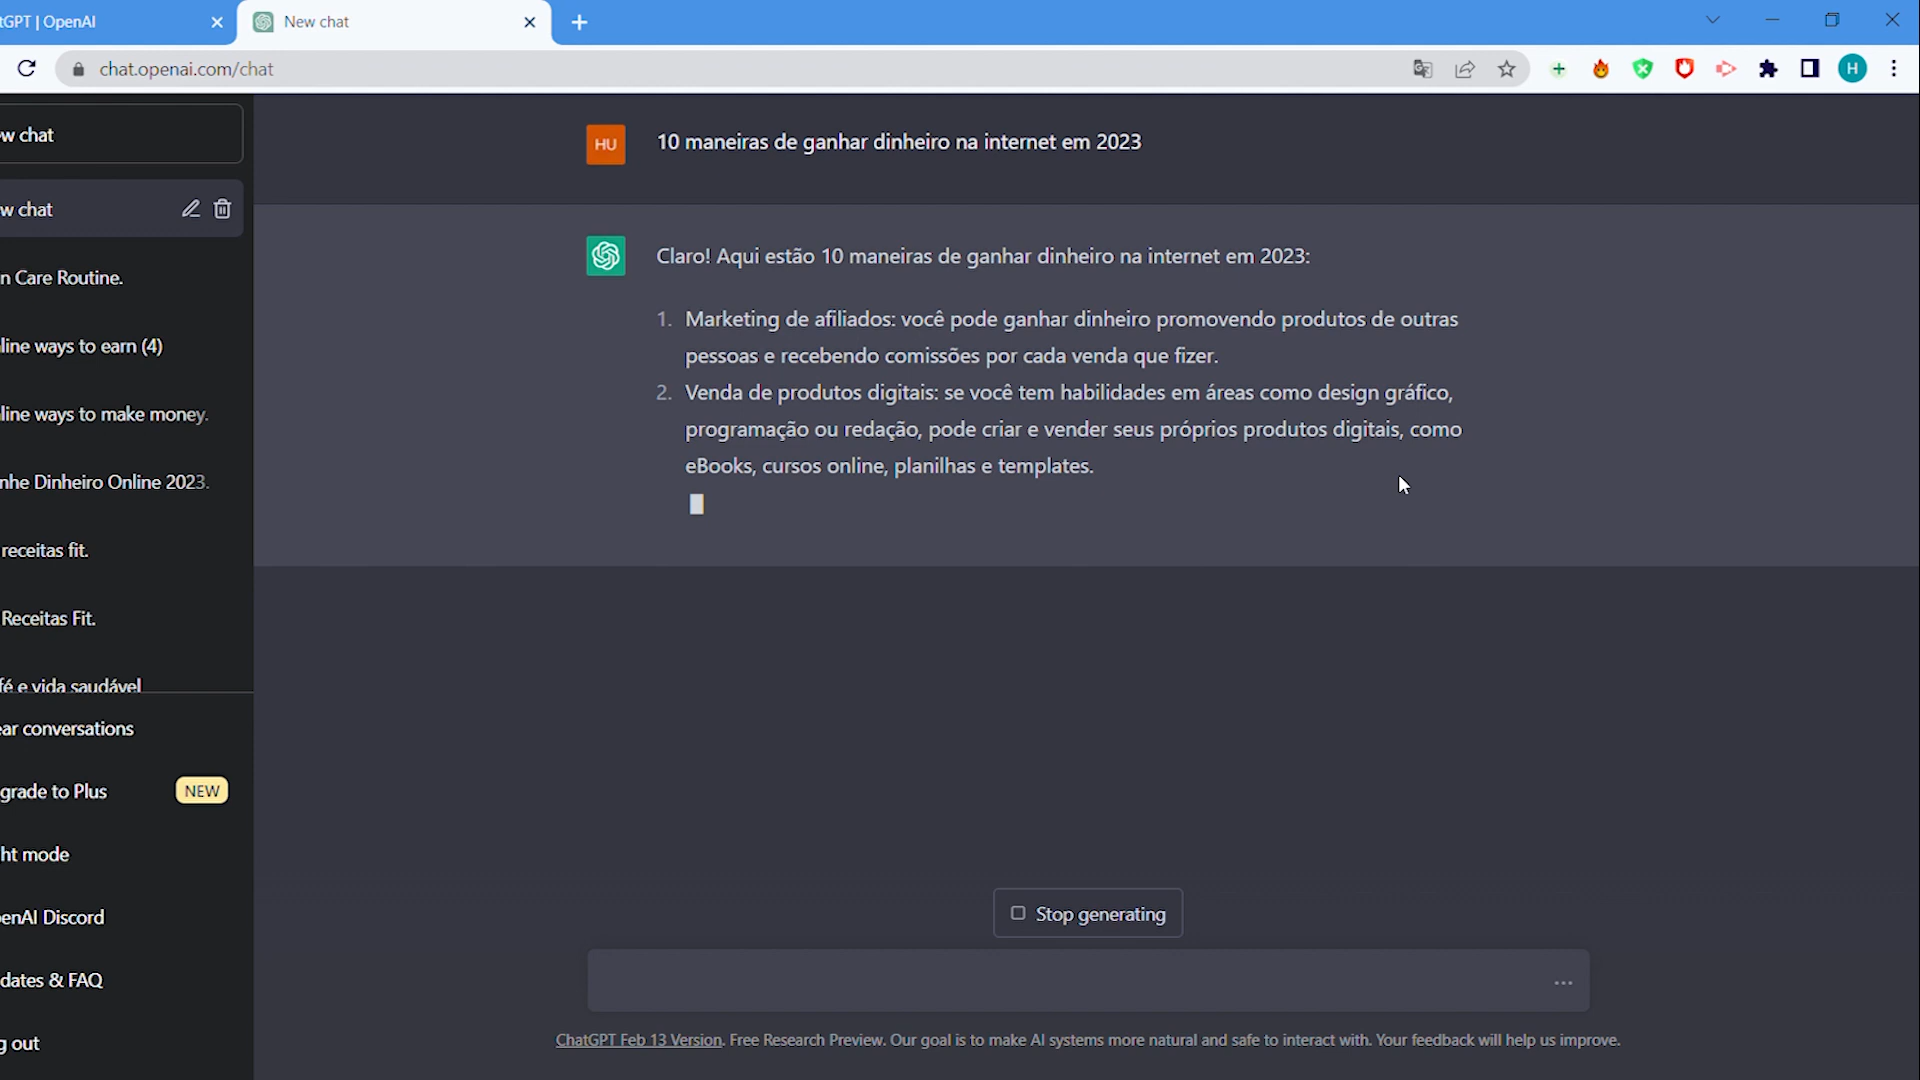 tGPT | OpenAI
New chat
chat.openai.com/chat
H
w chat
w chat
n Care Routine.
line ways to earn (4)
line ways to make money.
nhe Dinheiro Online 2023.
receitas fit.
Receitas Fit.
fé e vida saudável
ar conversations
grade to Plus
NEW
ht mode
enAI Discord
dates & FAQ
g out
HU
10 maneiras de ganhar dinheiro na internet em 2023
Claro! Aqui estão 10 maneiras de ganhar dinheiro na internet em 2023:
1. Marketing de afiliados: você pode ganhar dinheiro promovendo produtos de outras
pessoas e recebendo comissões por cada venda que fizer.
2. Venda de produtos digitais: se você tem habilidades em áreas como design gráfico,
programação ou redação, pode criar e vender seus próprios produtos digitais, como
eBooks, cursos online, planilhas e templates.
Stop generating
ChatGPT Feb 13 Version. Free Research Preview. Our goal is to make AI systems more natural and safe to interact with. Your feedback will help us improve.